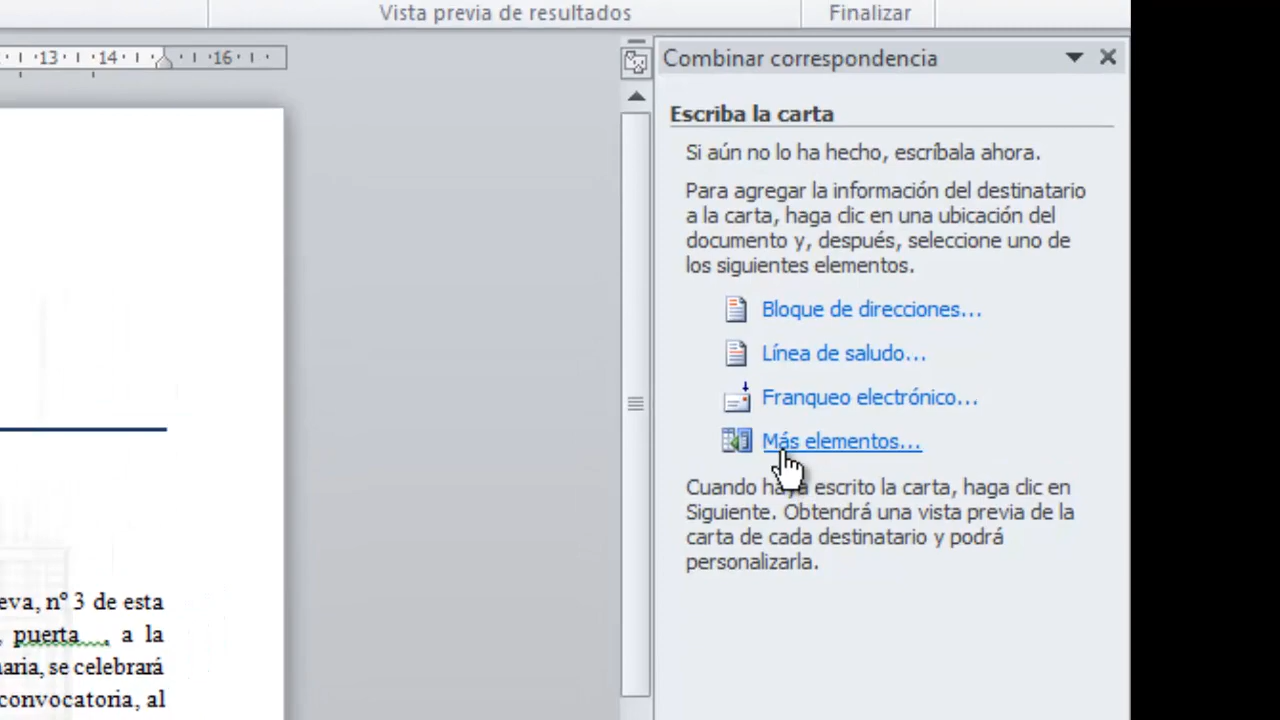 Vista previa de resultados
Finalizar
13 14 16
Combinar correspondencia
Escriba la carta
Si aún no lo ha hecho, escríbala ahora.
Para agregar la información del destinatario
a la carta, haga clic en una ubicación del
documento y, después, seleccione uno de
los siguientes elementos.
Bloque de direcciones...
Línea de saludo...
Franqueo electrónico...
Más elementos...
Cuando haya escrito la carta, haga clic en
Siguiente. Obtendrá una vista previa de la
carta de cada destinatario y podrá
personalizarla.
eva, nº 3 de esta
, puerta , a la
naria, se celebrará
convocatoria, al